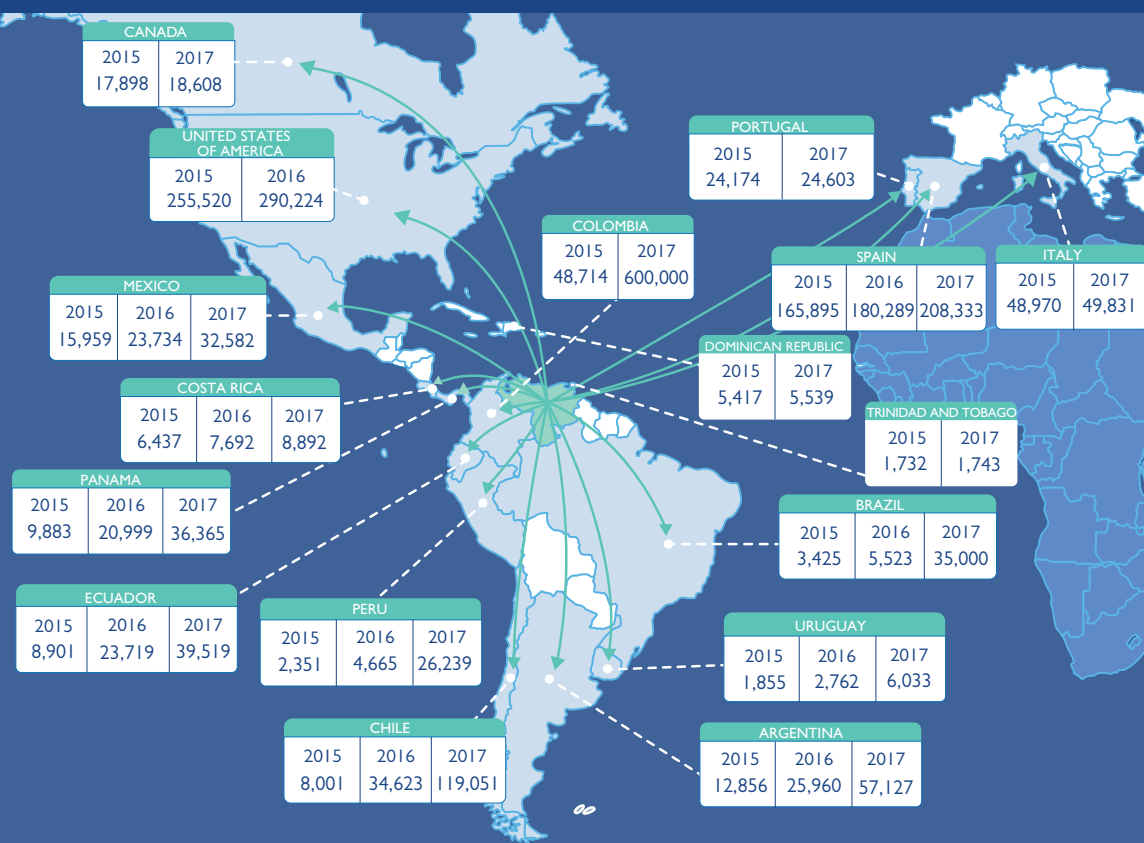 CANADA
2015 2017
17,898 18,608
UNITED STATES
OF AMERICA
2015 2016
255,520 290,224
PORTUGAL
2015 2017
24,174 24,603
COLOMBIA
2015 2017
48,714 600,000
SPAIN
2015 2016 2017
165,895 180,289 208,333
ITALY
2015 2017
48,970 49,831
MEXICO
2015 2016 2017
15,959 23,734 32,582
DOMINICAN REPUBLIC
2015 2017
5,417 5,539
COSTA RICA
2015 2016 2017
6,437 7,692 8,892
TRINIDAD AND TOBAGO
2015 2017
1,732 1,743
PANAMA
2015 2016 2017
9,883 20,999 36,365
BRAZIL
2015 2016 2017
3,425 5,523 35,000
ECUADOR
2015 2016 2017
8,901 23,719 39,519
PERU
2015 2016 2017
2,351 4,665 26,239
URUGUAY
2015 2016 2017
1,855 2,762 6,033
CHILE
2015 2016 2017
8,001 34,623 119,051
ARGENTINA
2015 2016 2017
12,856 25,960 57,127